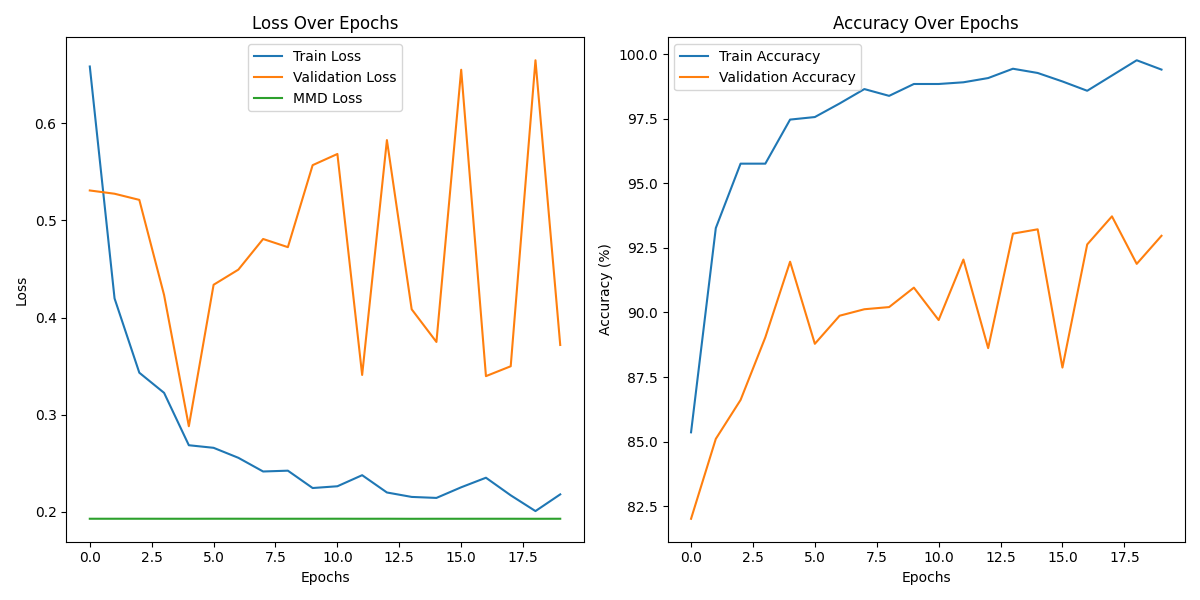 Loss Over Epochs
Train Loss
Validation Loss
MMD Loss
Loss
0.6
0.5
0.4
0.3
0.2
0.0 2.5 5.0 7.5 10.0 12.5 15.0 17.5
Epochs
Accuracy Over Epochs
Train Accuracy
Validation Accuracy
Accuracy (%)
100.0
97.5
95.0
92.5
90.0
87.5
85.0
82.5
0.0 2.5 5.0 7.5 10.0 12.5 15.0 17.5
Epochs